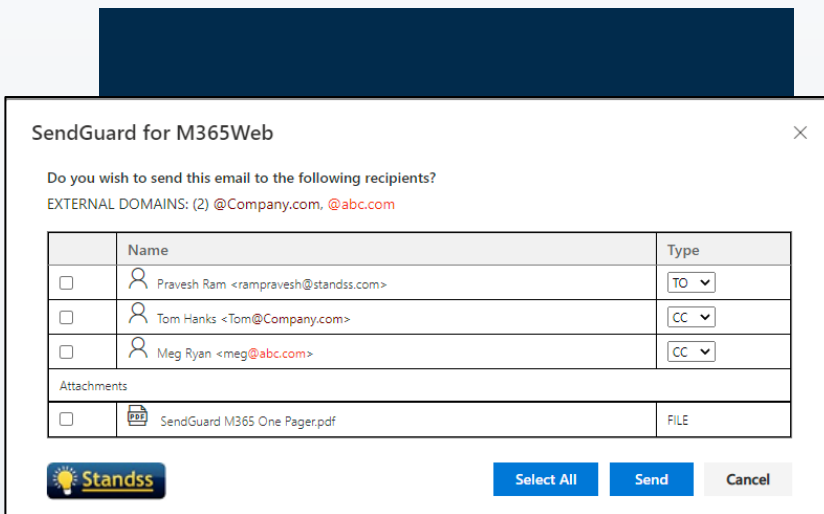 SendGuard for M365Web
Do you wish to send this email to the following recipients?
EXTERNAL DOMAINS: (2) @Company.com, @abc.com
Name Type
Pravesh Ram <rampravesh@standss.com> TO
Tom Hanks <Tom@Company.com> CC
Meg Ryan <meg@abc.com> CC
Attachments
PDF SendGuard M365 One Pager.pdf FILE
Standss Select All Send Cancel